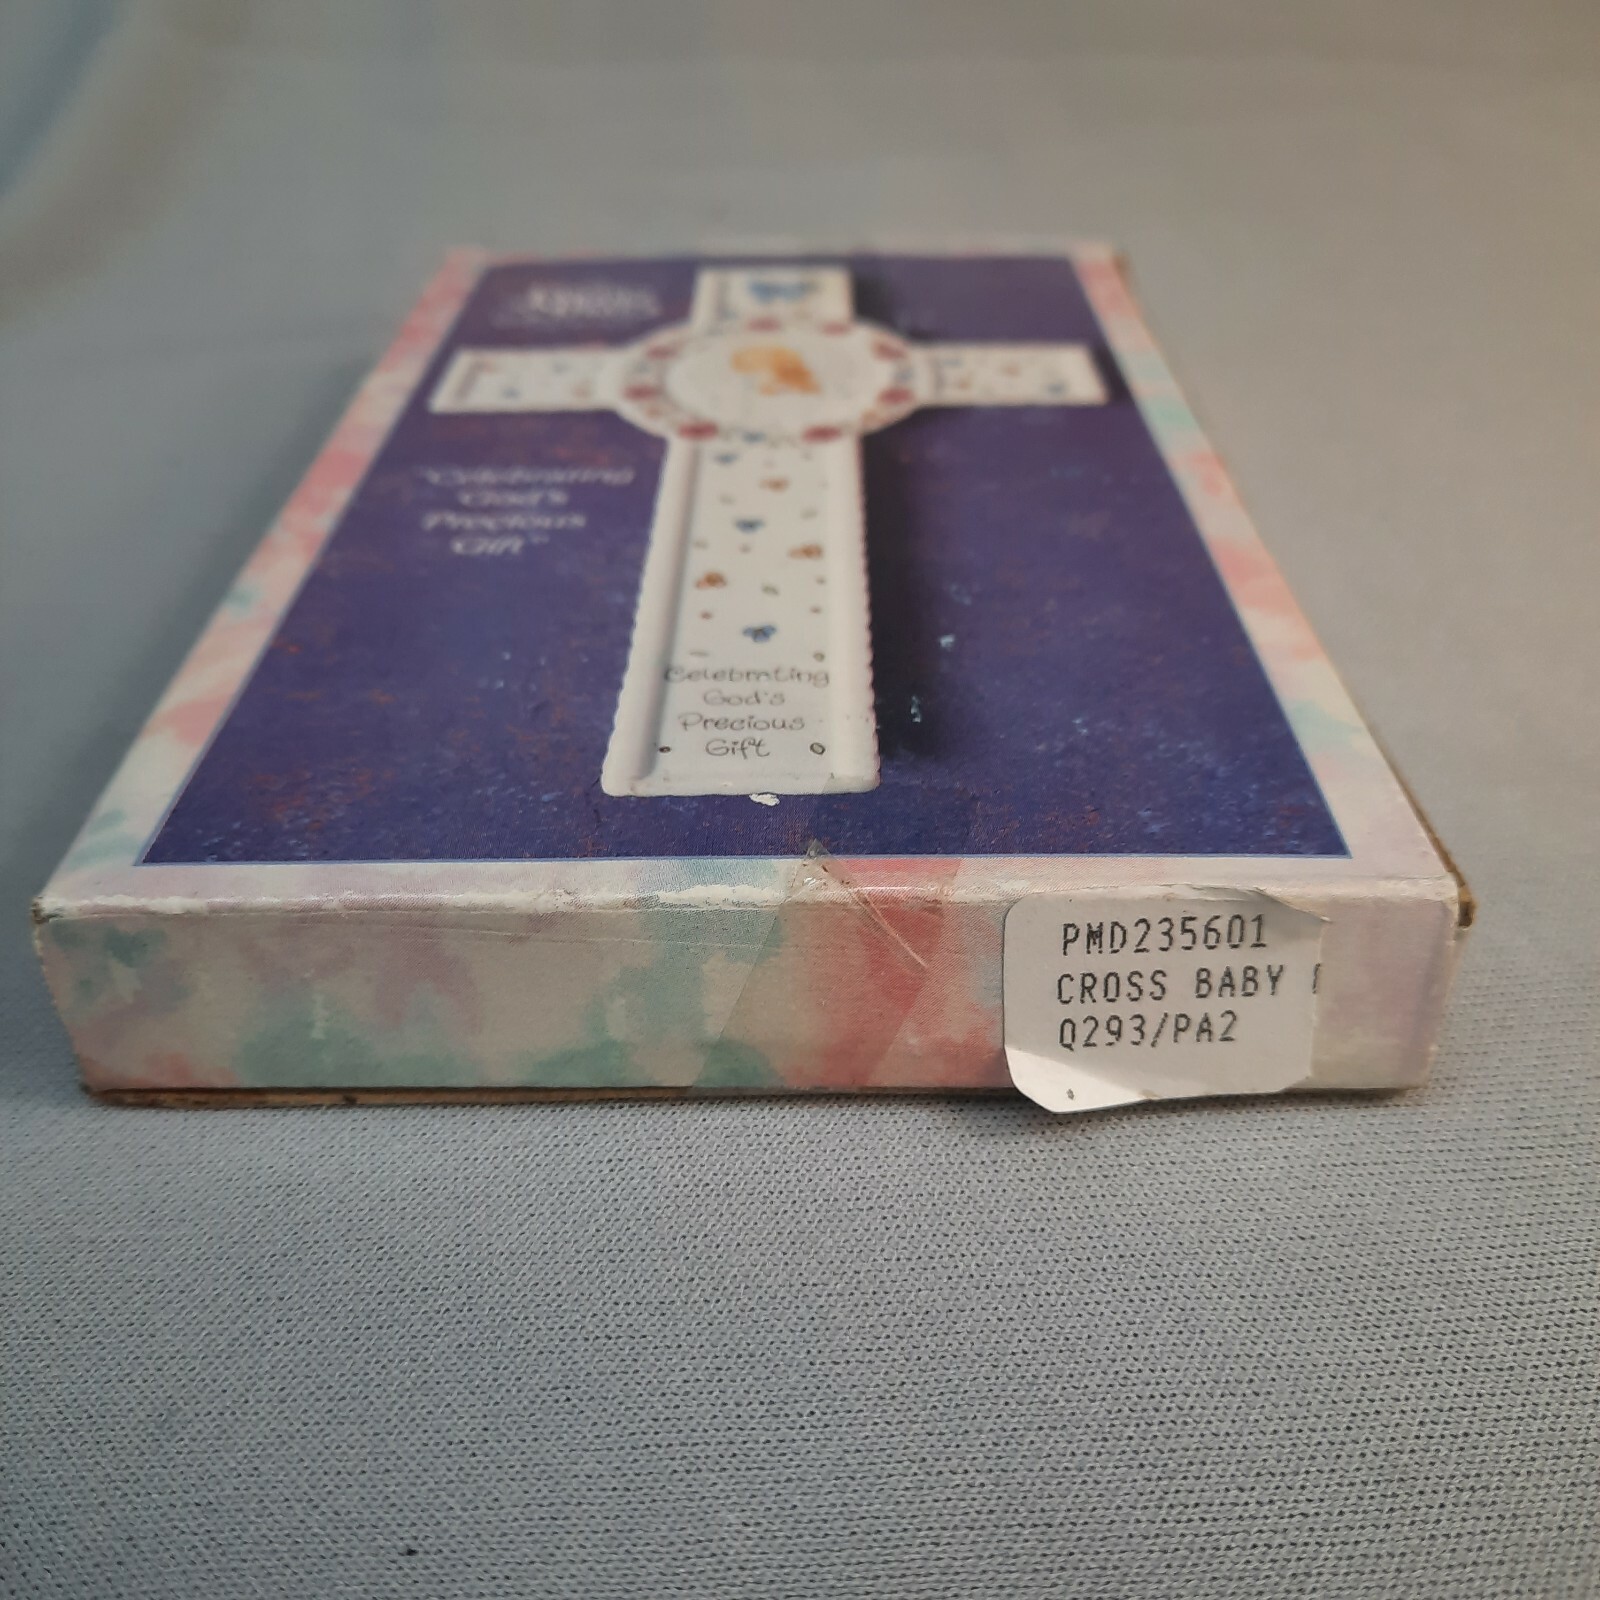 "Celebrating
God's
Precious
Gift"
Celebrating
God's
Precious
Gift
PMD235601
CROSS BABY
Q293/PA2